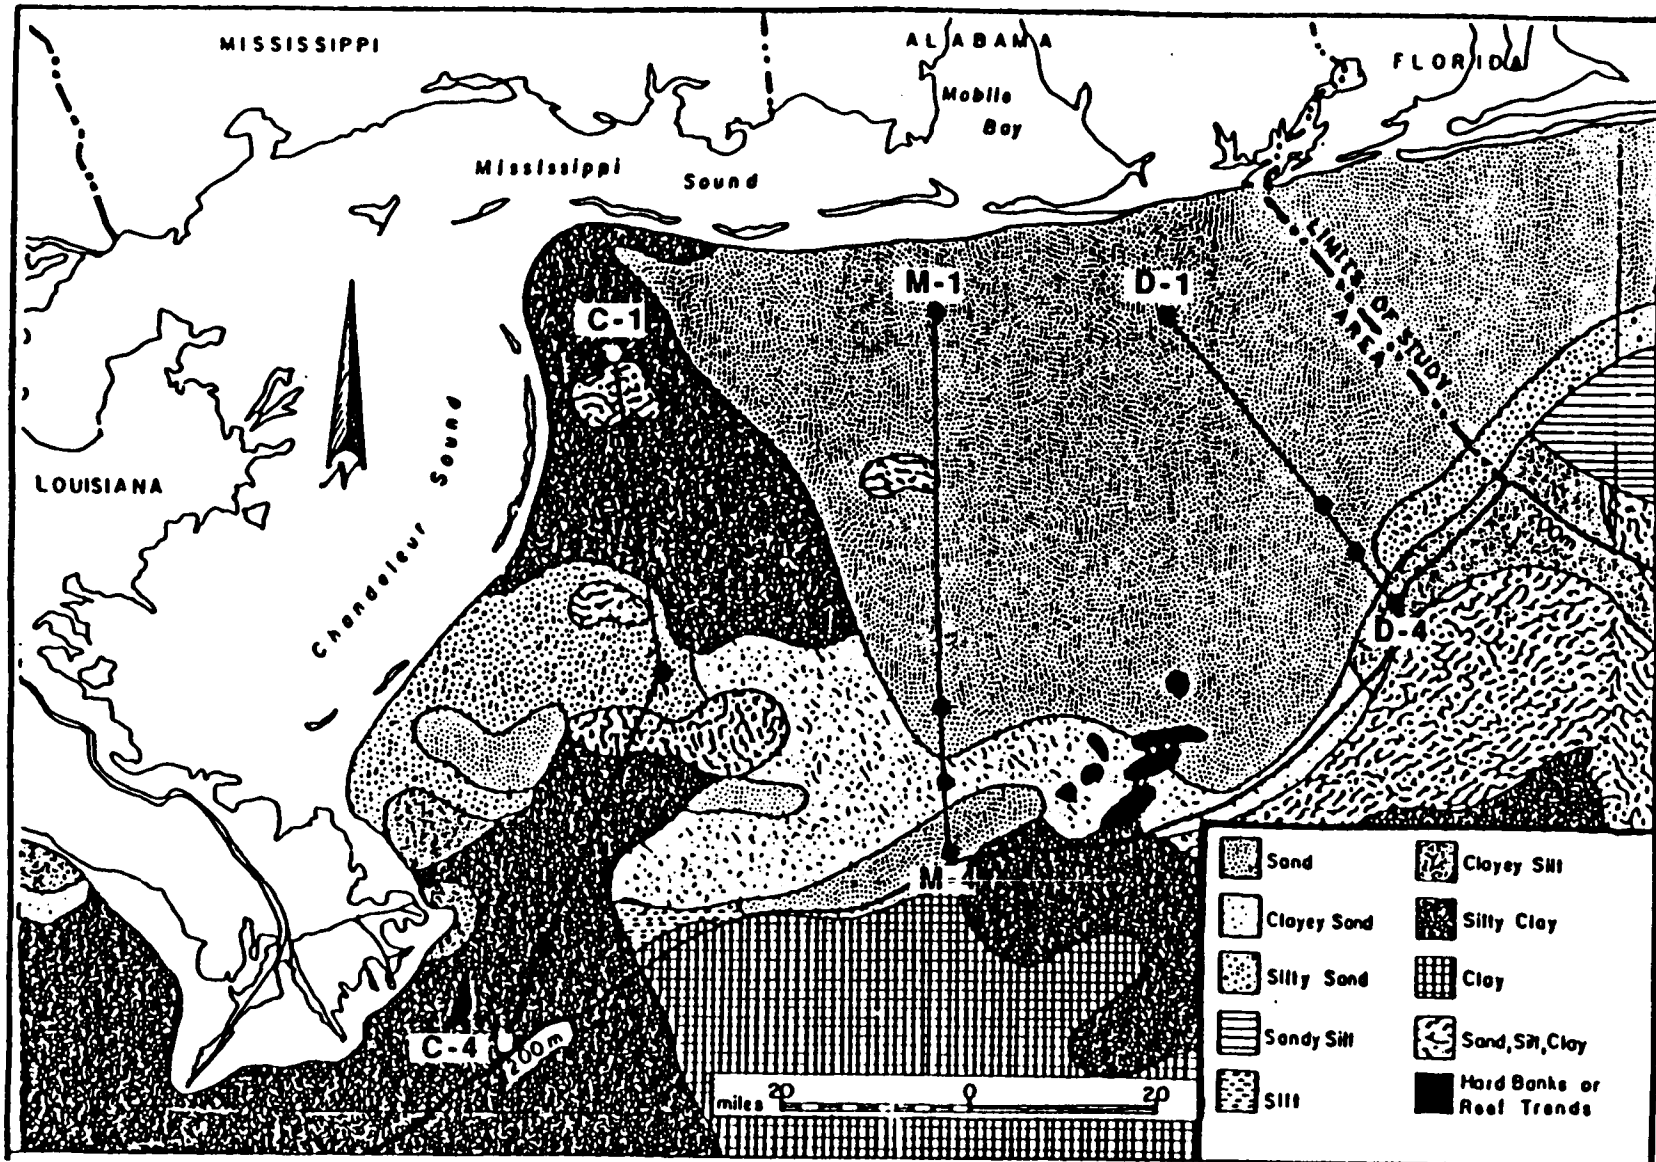 MISSISSIPPI
ALABAMA
FLORIDA
Mobile
Bay
Mississippi Sound
LIMITS OF STUDY
AREA
M-1
D-1
C-1
Chandeleur Sound
LOUISIANA
D-4
C-4
200m
miles
20 0 20
Sand
Clayey Sand
Silty Sand
Sandy Silt
Silt
Clayey Silt
Silty Clay
Clay
Sand, Silt, Clay
Hard Banks or
Reef Trends